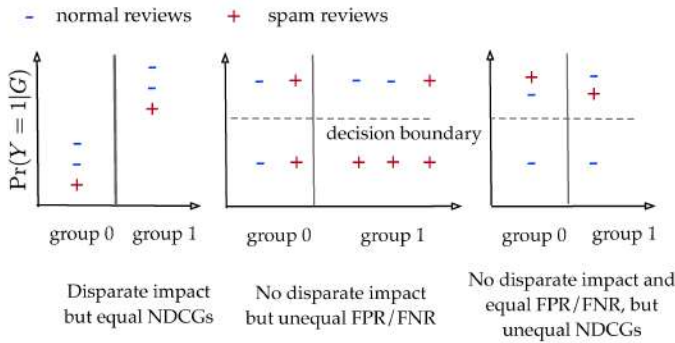 - normal reviews + spam reviews
Pr(Y = 1|G)
decision boundary
group 0 group 1
group 0 group 1
group 0 group 1
Disparate impact
but equal NDCGs
No disparate impact
but unequal FPR/FNR
No disparate impact and
equal FPR/FNR, but
unequal NDCGs